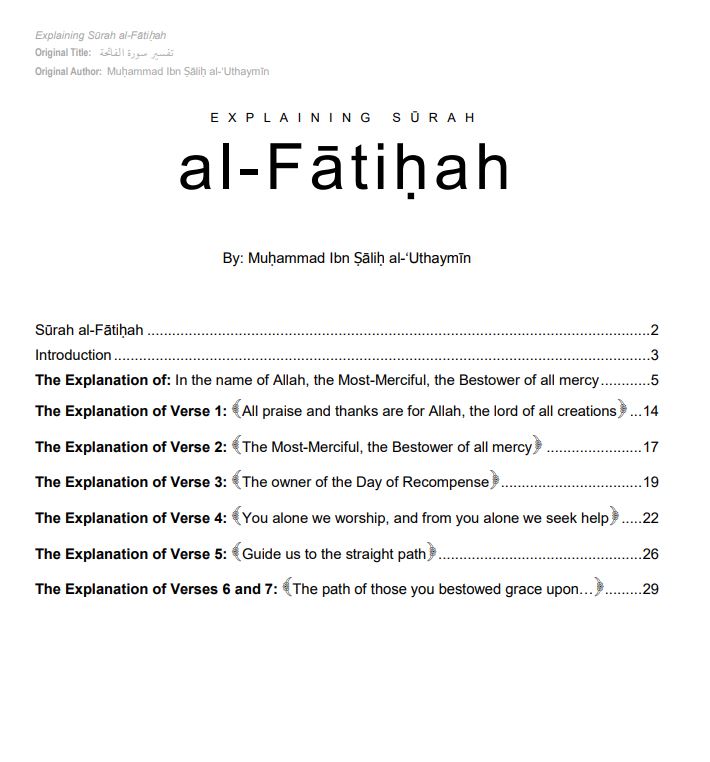 Explaining Sūrah al-Fātiḥah
Original Title: تفسير سورة الفاتحة
Original Author: Muḥammad Ibn Ṣāliḥ al-‘Uthaymīn
EXPLAINING SŪRAH
al-Fātiḥah
By: Muḥammad Ibn Ṣāliḥ al-‘Uthaymīn
Sūrah al-Fātiḥah ..........................................................................................................................2
Introduction..................................................................................................................................3
The Explanation of: In the name of Allah, the Most-Merciful, the Bestower of all mercy............5
The Explanation of Verse 1: ﴾All praise and thanks are for Allah, the lord of all creations﴿ ...14
The Explanation of Verse 2: ﴾The Most-Merciful, the Bestower of all mercy﴿ .......................17
The Explanation of Verse 3: ﴾The owner of the Day of Recompense﴿..................................19
The Explanation of Verse 4: ﴾You alone we worship, and from you alone we seek help﴿.....22
The Explanation of Verse 5: ﴾Guide us to the straight path﴿.................................................26
The Explanation of Verses 6 and 7: ﴾The path of those you bestowed grace upon…﴿.........29